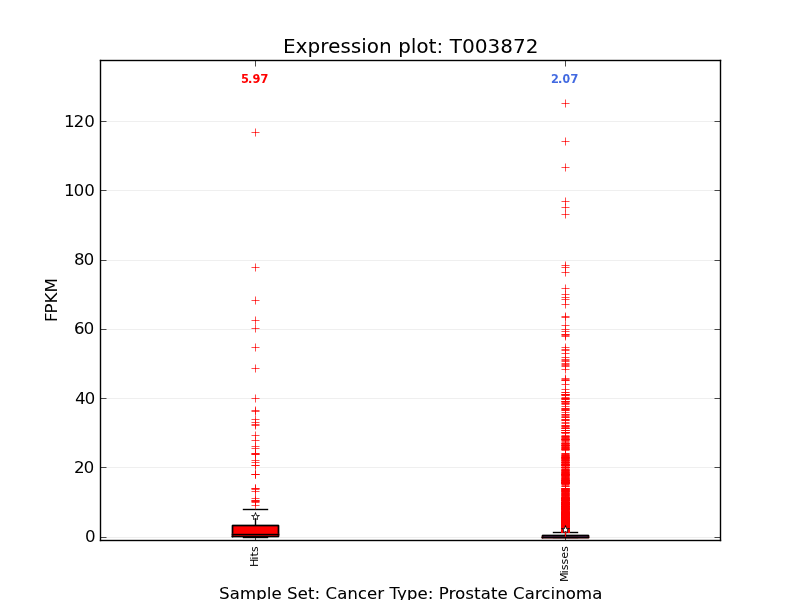 Expression plot: T003872
5.97
2.07
120
100
80
60
40
20
0
FPKM
Hits
Misses
Sample Set: Cancer Type: Prostate Carcinoma